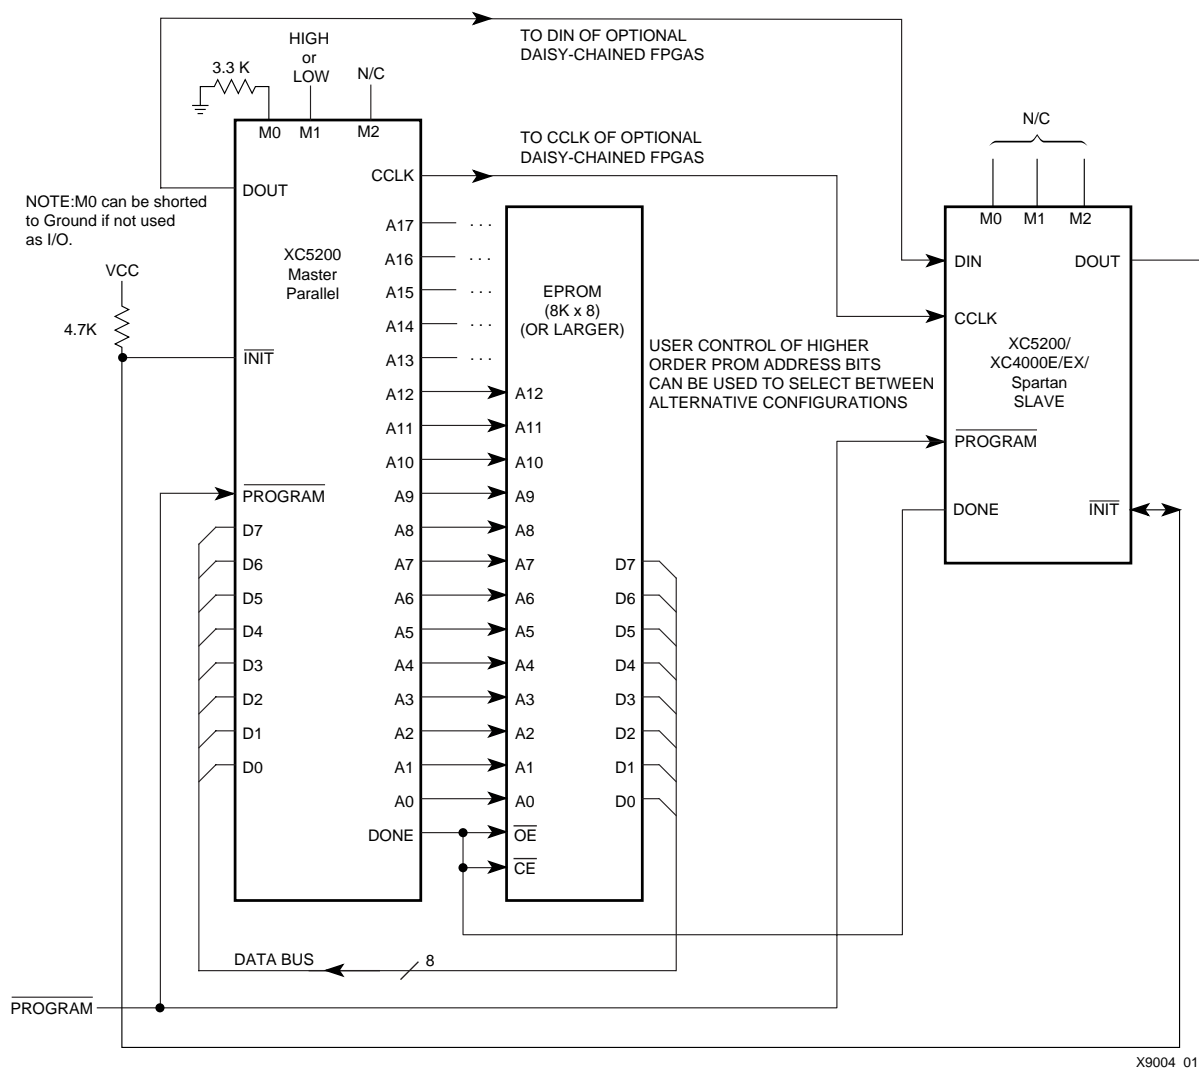 TO DIN OF OPTIONAL
DAISY-CHAINED FPGAS
HIGH
or
LOW
3.3 K
N/C
M0 M1 M2
TO CCLK OF OPTIONAL
DAISY-CHAINED FPGAS
N/C
NOTE:M0 can be shorted
to Ground if not used
as I/O.
VCC
4.7K
DOUT
CCLK
XC5200
Master
Parallel
INIT
PROGRAM
D7
D6
D5
D4
D3
D2
D1
D0
A17 . . .
A16 . . .
A15 . . .
A14 . . .
A13 . . .
A12
A11
A10
A9
A8
A7
A6
A5
A4
A3
A2
A1
A0
DONE
EPROM
(8K x 8)
(OR LARGER)
A12
A11
A10
A9
A8
A7
A6
A5
A4
A3
A2
A1
A0
OE
CE
D7
D6
D5
D4
D3
D2
D1
D0
USER CONTROL OF HIGHER
ORDER PROM ADDRESS BITS
CAN BE USED TO SELECT BETWEEN
ALTERNATIVE CONFIGURATIONS
M0 M1 M2
DIN
DOUT
CCLK
XC5200/
XC4000E/EX/
Spartan
SLAVE
PROGRAM
DONE
INIT
DATA BUS
8
PROGRAM
X9004 01